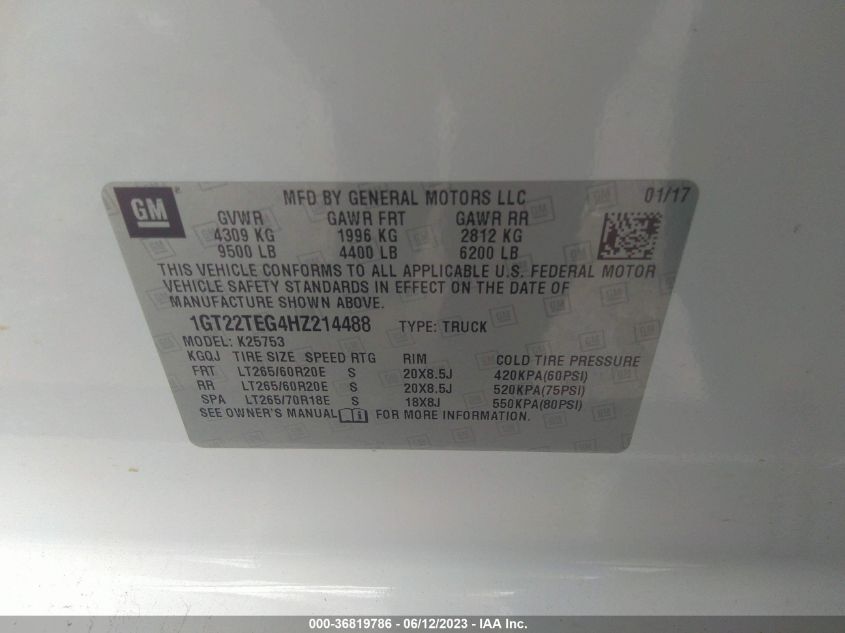 GM
MFD BY GENERAL MOTORS LLC 01/17
GVWR GAWR FRT GAWR RR
4309 KG 1996 KG 2812 KG
9500 LB 4400 LB 6200 LB
THIS VEHICLE CONFORMS TO ALL APPLICABLE U.S. FEDERAL MOTOR
VEHICLE SAFETY STANDARDS IN EFFECT ON THE DATE OF
MANUFACTURE SHOWN ABOVE.
1GT22TEG4HZ214488 TYPE: TRUCK
MODEL: K25753
KGQJ TIRE SIZE SPEED RTG RIM COLD TIRE PRESSURE
FRT LT265/60R20E S 20X8.5J 420KPA(60PSI)
RR LT265/60R20E S 20X8.5J 520KPA(75PSI)
SPA LT265/70R18E S 18X8J 550KPA(80PSI)
SEE OWNER'S MANUAL FOR MORE INFORMATION.
000-36819786 - 06/12/2023 - IAA Inc.